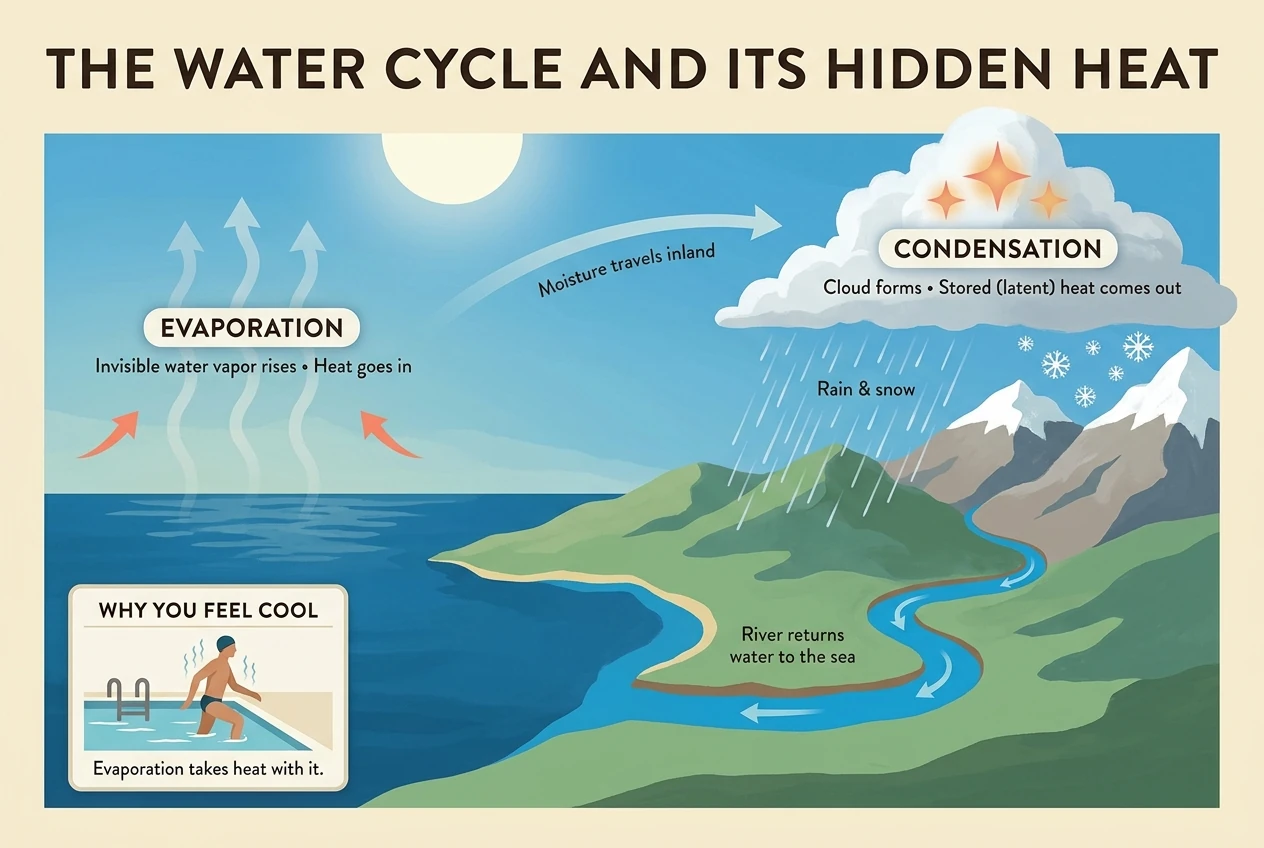 THE WATER CYCLE AND ITS HIDDEN HEAT
EVAPORATION
Invisible water vapor rises • Heat goes in
Moisture travels inland
CONDENSATION
Cloud forms • Stored (latent) heat comes out
Rain & snow
River returns
water to the sea
WHY YOU FEEL COOL
Evaporation takes heat with it.